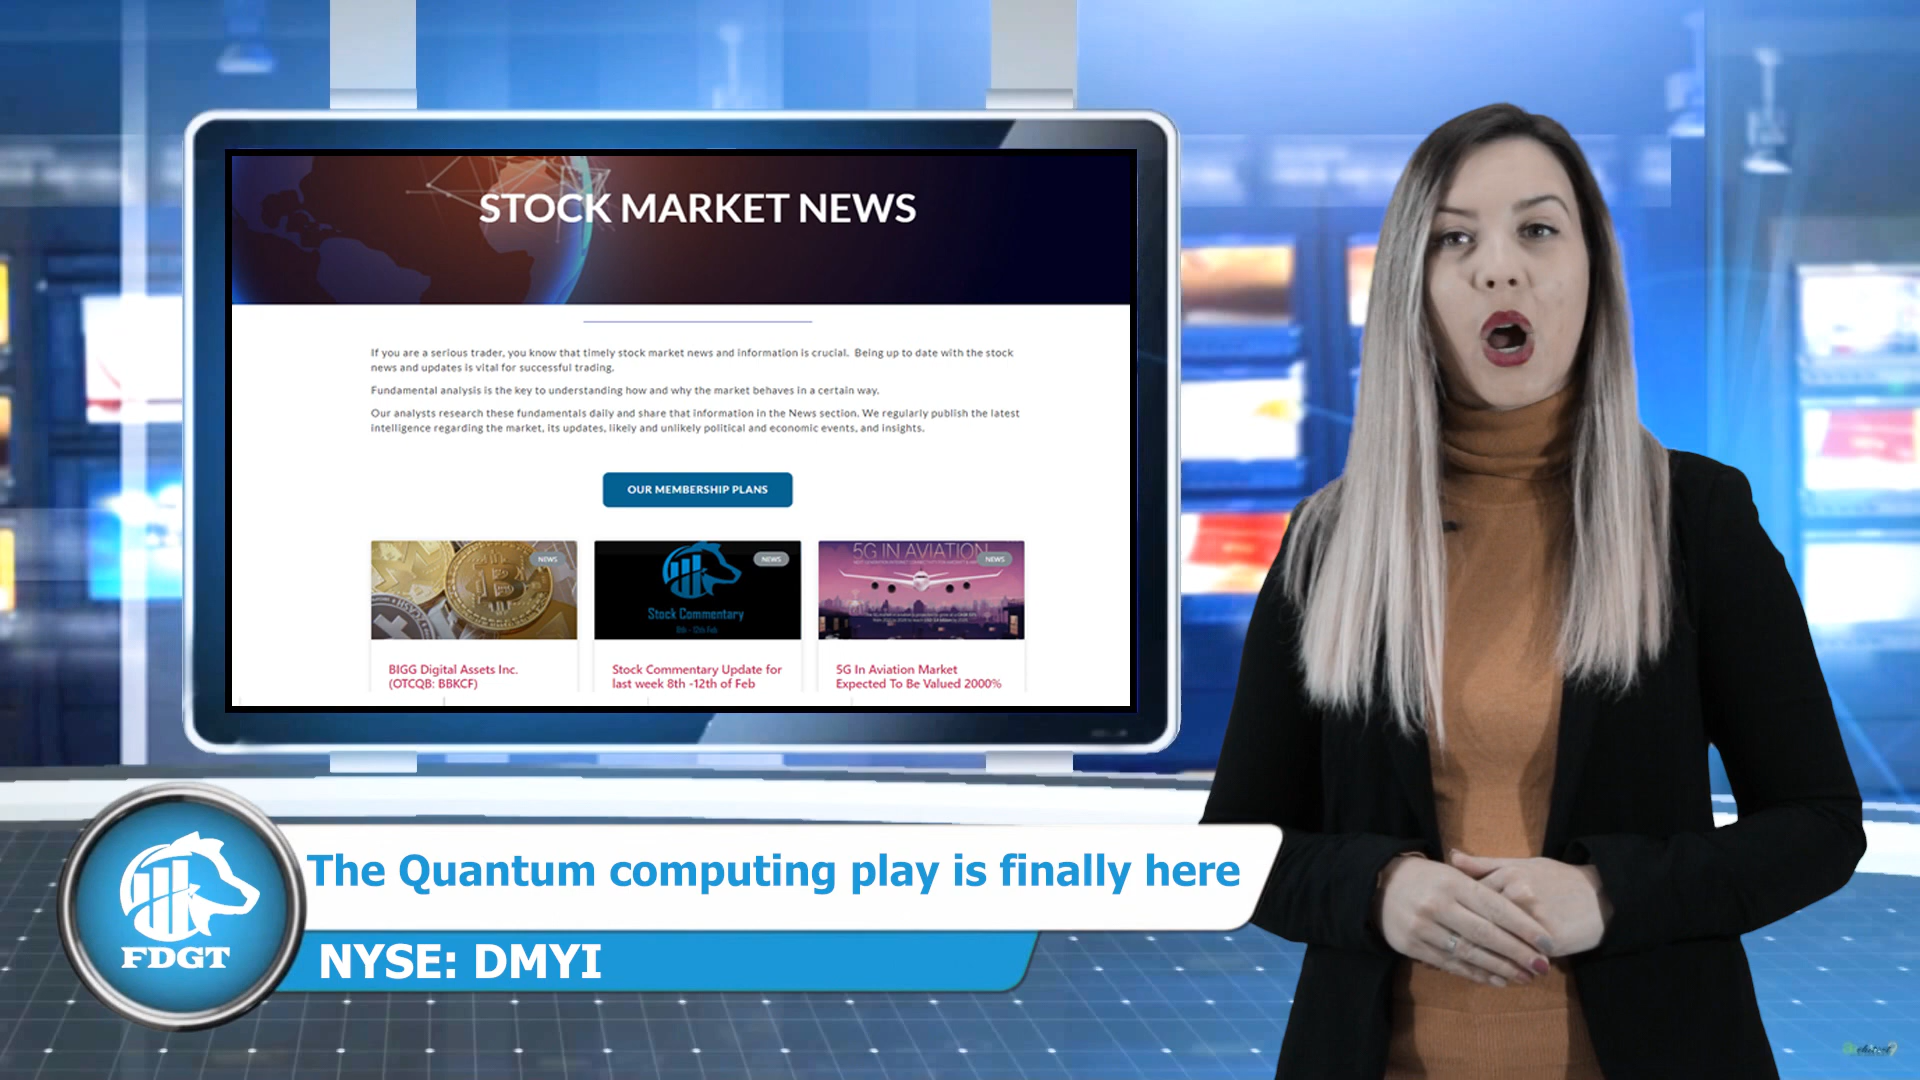 STOCK MARKET NEWS
If you are a serious trader, you know that timely stock market news and information is crucial. Being up to date with the stock
news and updates is vital for successful trading.
Fundamental analysis is the key to understanding how and why the market behaves in a certain way.
Our analysts research these fundamentals daily and share that information in the News section. We regularly publish the latest
intelligence regarding the market, its updates, likely and unlikely political and economic events, and insights.
OUR MEMBERSHIP PLANS
NEWS
NEWS
Stock Commentary
8th - 12th Feb
5G IN AVIATION
NEWS
BIGG Digital Assets Inc.
(OTCQB: BBKCF)
Stock Commentary Update for
last week 8th -12th of Feb
5G In Aviation Market
Expected To Be Valued 2000%
The Quantum computing play is finally here
FDGT
NYSE: DMYI